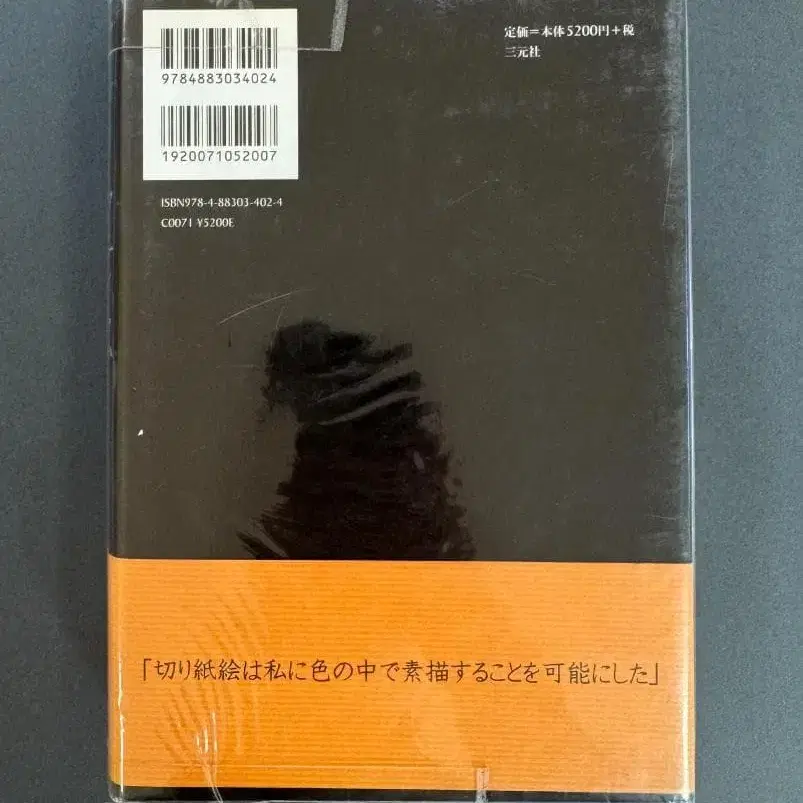 9784883034024
1920071052007
ISBN978-4-88303-402-4
C0071 ¥5200E
定価=本体5200円+税
三元社
「切り紙絵は私に色の中で素描することを可能にした」